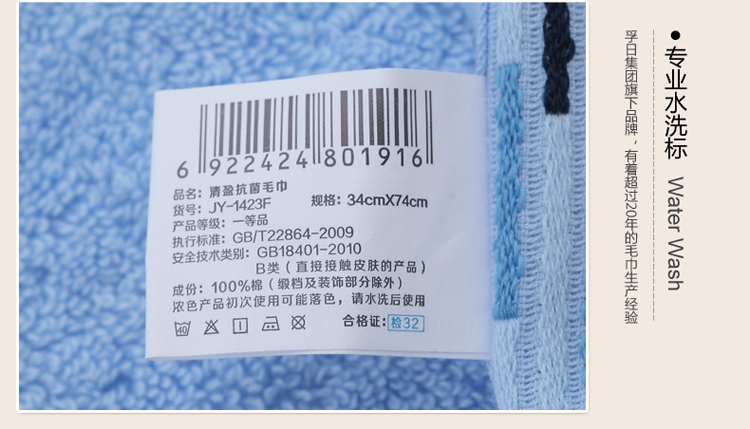 6 922424 801916
品名：清盈抗菌毛巾
货号：JY-1423F 规格：34cmX74cm
产品等级：一等品
执行标准：GB/T22864-2009
安全技术类别：GB18401-2010
B类（直接接触皮肤的产品）
成份：100%棉（缎档及装饰部分除外）
浓色产品初次使用可能落色，请水洗后使用
40
合格证：检32
专业水洗标 Water Wash
孚日集团旗下品牌，有着超过20年的毛巾生产经验